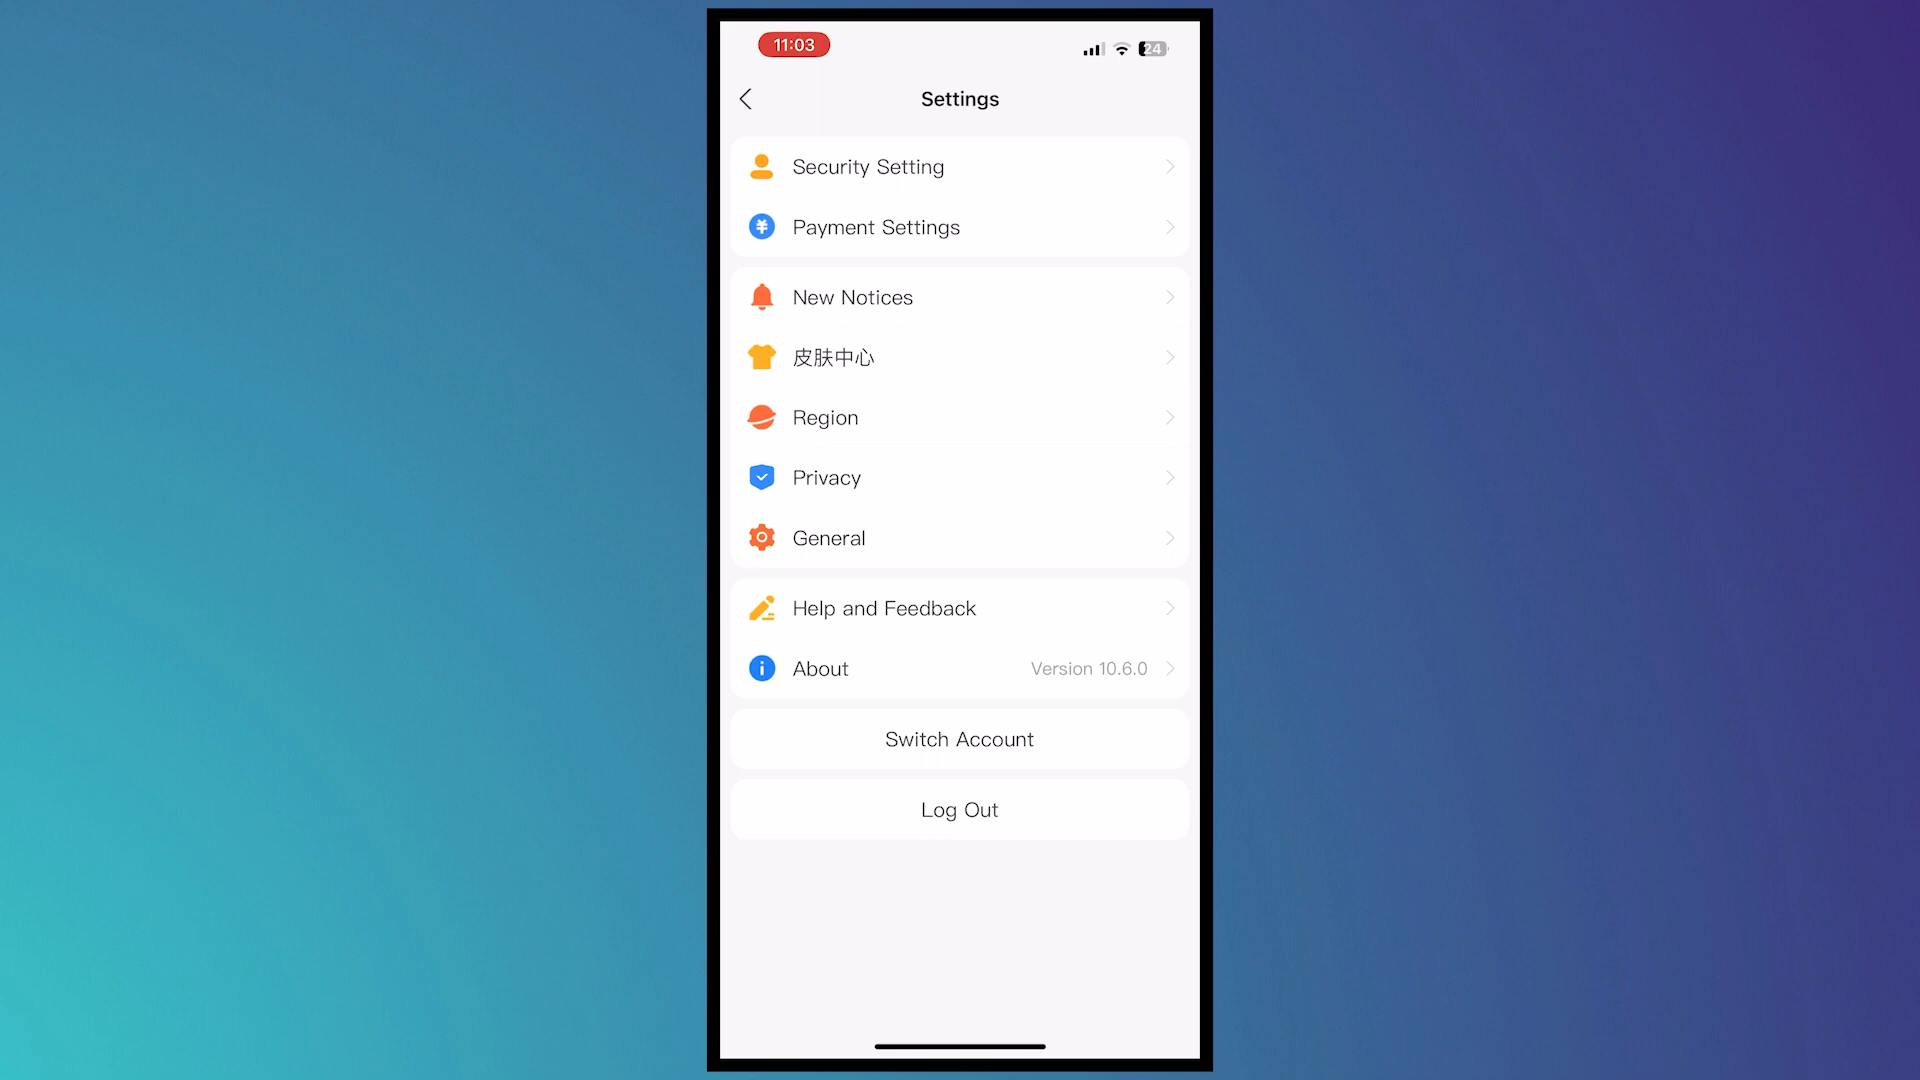 11:03
24
Settings
Security Setting
Payment Settings
New Notices
皮肤中心
Region
Privacy
General
Help and Feedback
About Version 10.6.0
Switch Account
Log Out